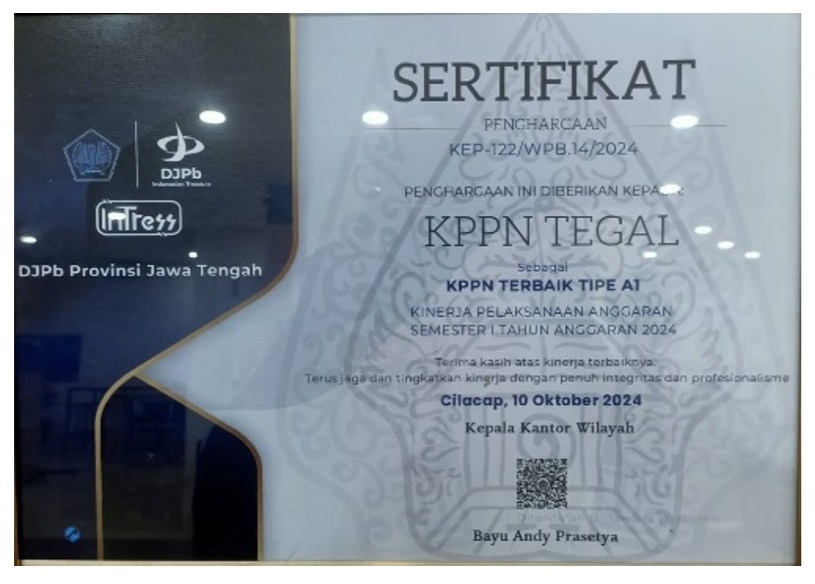 DJPb
Indonesian Treasury
InTress
DJPb Provinsi Jawa Tengah
SERTIFIKAT
PENGHARGAAN
KEP-122/WPB.14/2024
PENGHARGAAN INI DIBERIKAN KEPADA:
KPPN TEGAL
Sebagai
KPPN TERBAIK TIPE A1
KINERJA PELAKSANAAN ANGGARAN
SEMESTER I TAHUN ANGGARAN 2024
Terima kasih atas kinerja terbaiknya.
Terus jaga dan tingkatkan kinerja dengan penuh integritas dan profesionalisme
Cilacap, 10 Oktober 2024
Kepala Kantor Wilayah
Bayu Andy Prasetya